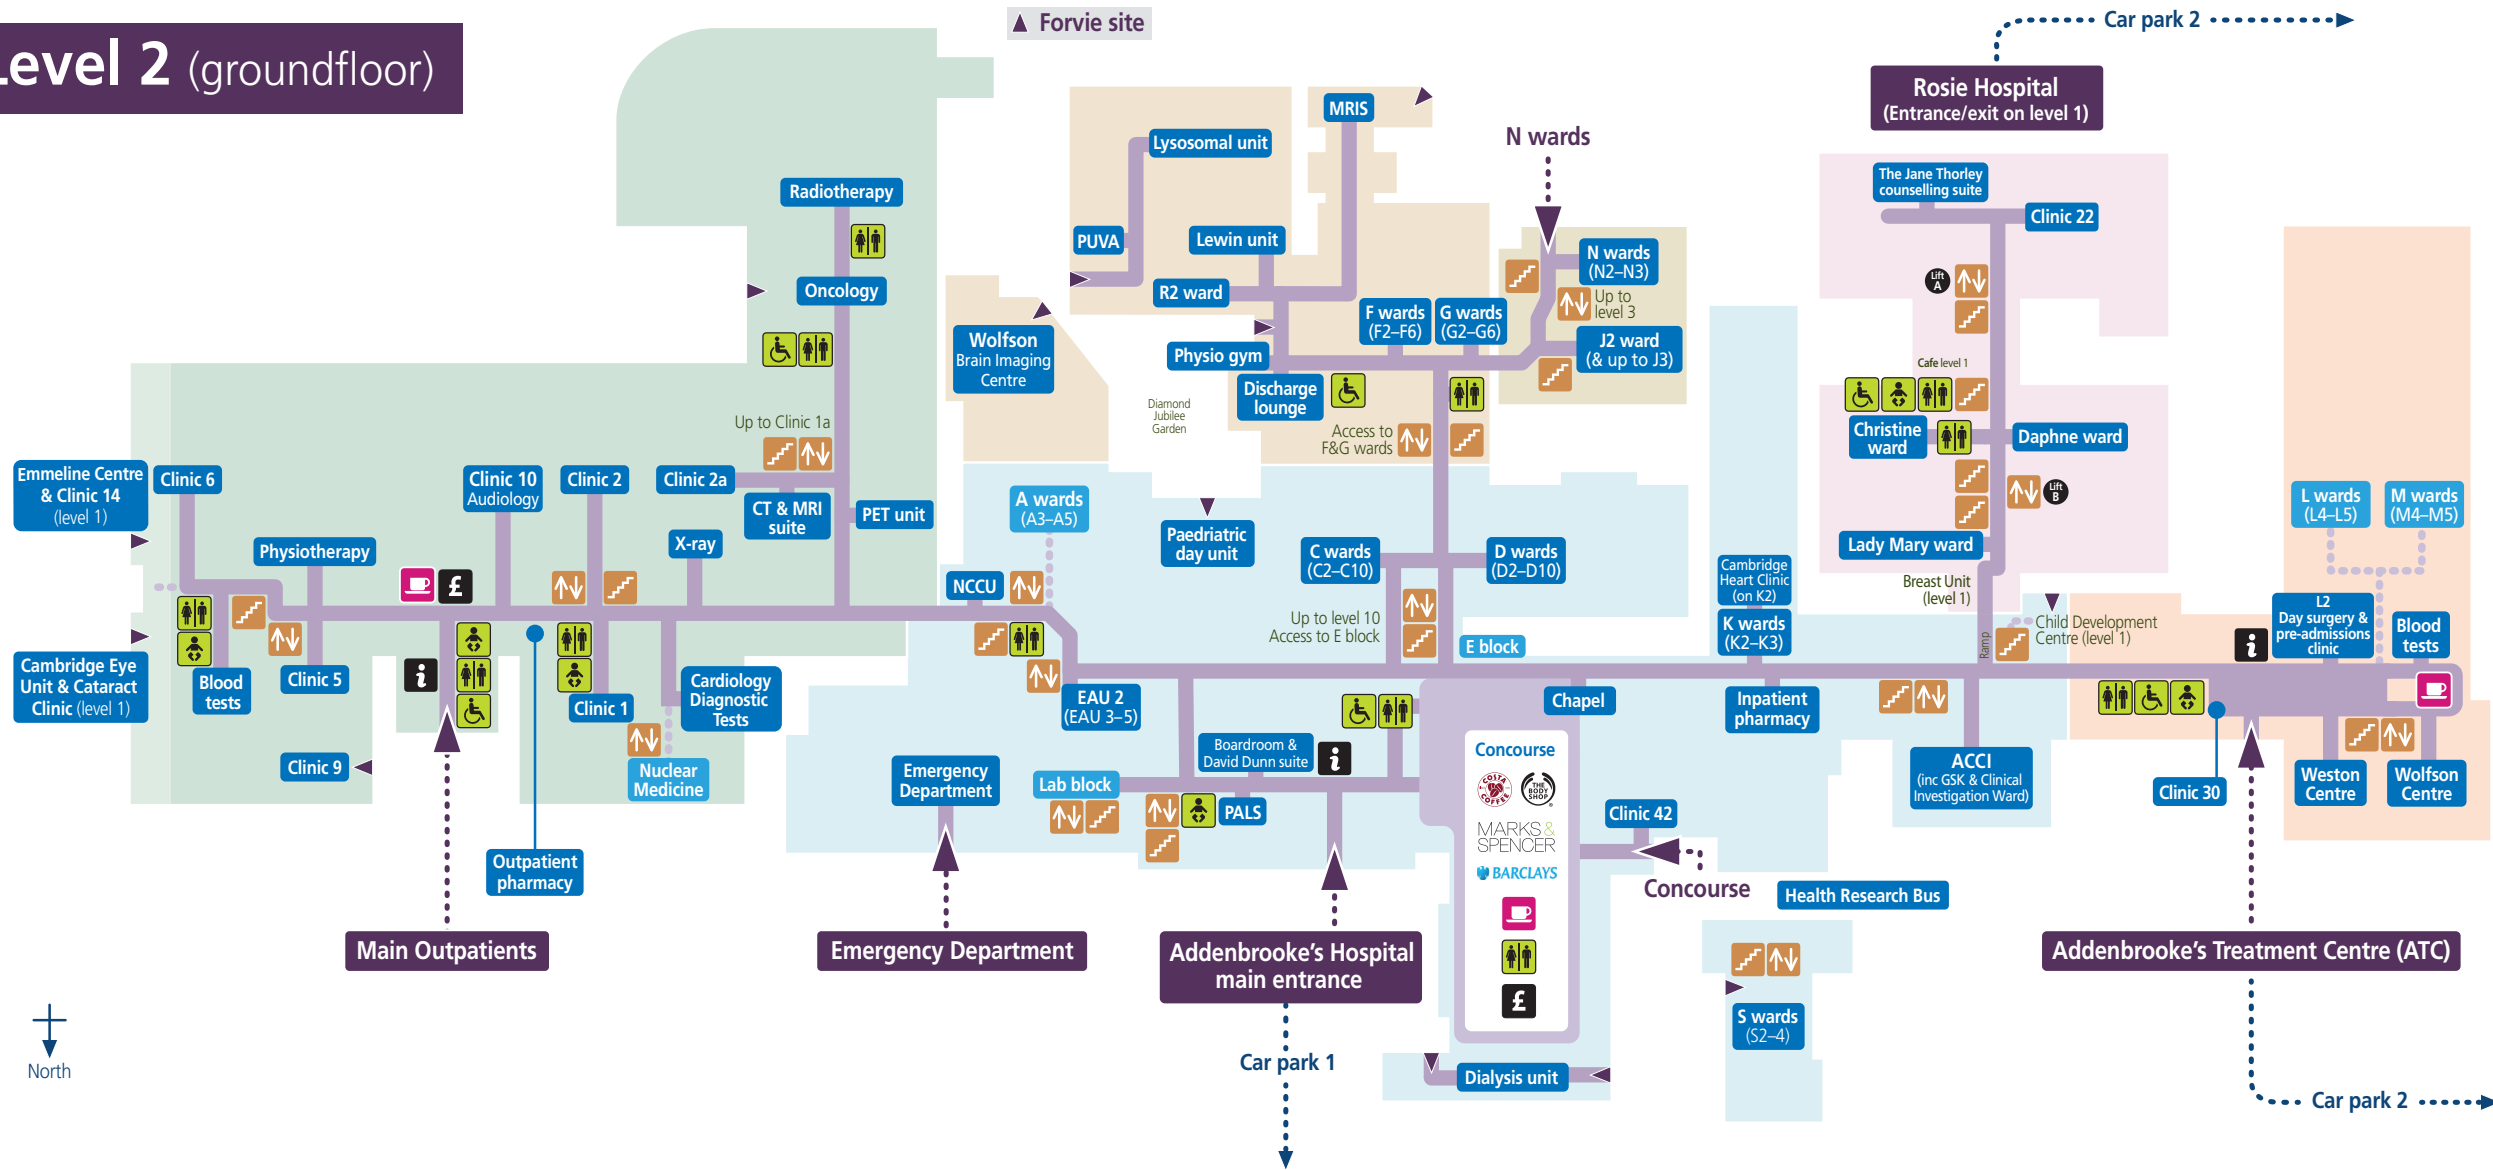 Level 2 (groundfloor)
Forvie site
Car park 2
Rosie Hospital
(Entrance/exit on level 1)
MRIS
Lysosomal unit
N wards
The Jane Thorley
counselling suite
Clinic 22
Radiotherapy
PUVA
Lewin unit
N wards
(N2–N3)
Oncology
R2 ward
Up to
level 3
Lift
A
F wards
(F2–F6)
G wards
(G2–G6)
Wolfson
Brain Imaging
Centre
Physio gym
J2 ward
(& up to J3)
Cafe level 1
Discharge
lounge
Diamond
Jubilee
Garden
Up to Clinic 1a
Access to
F&G wards
Christine
ward
Daphne ward
Emmeline Centre
& Clinic 14
(level 1)
Clinic 6
Clinic 10
Audiology
Clinic 2
Clinic 2a
CT & MRI
suite
PET unit
A wards
(A3–A5)
Lift
B
L wards
(L4–L5)
M wards
(M4–M5)
Physiotherapy
X-ray
Paedriatric
day unit
C wards
(C2–C10)
D wards
(D2–D10)
Lady Mary ward
Cambridge
Heart Clinic
(on K2)
NCCU
Breast Unit
(level 1)
£
Up to level 10
Access to E block
K wards
(K2–K3)
Ramp
Child Development
Centre (level 1)
L2
Day surgery &
pre-admissions
clinic
Blood
tests
E block
Cambridge Eye
Unit & Cataract
Clinic (level 1)
Blood
tests
Clinic 5
i
Clinic 1
Cardiology
Diagnostic
Tests
EAU 2
(EAU 3–5)
Chapel
Inpatient
pharmacy
i
Clinic 9
Nuclear
Medicine
Emergency
Department
Lab block
Boardroom &
David Dunn suite
i
PALS
Concourse
COSTA
COFFEE
THE
BODY
SHOP
MARKS &
SPENCER
BARCLAYS
£
Clinic 42
ACCI
(inc GSK & Clinical
Investigation Ward)
Clinic 30
Weston
Centre
Wolfson
Centre
Outpatient
pharmacy
Concourse
Health Research Bus
Main Outpatients
Emergency Department
Addenbrooke's Hospital
main entrance
Addenbrooke's Treatment Centre (ATC)
S wards
(S2–4)
North
Car park 1
Dialysis unit
Car park 2